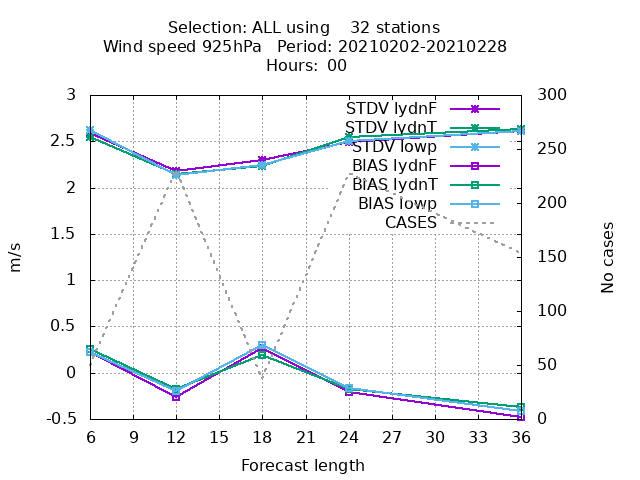 Selection: ALL using    32 stations
Wind speed 925hPa   Period: 20210202-20210228
Hours: 00
3
2.5
2
1.5
1
0.5
0
-0.5
m/s
300
250
200
150
100
50
0
No cases
STDV lydnF
STDV lydnT
STDV lowp
BIAS lydnF
BIAS lydnT
BIAS lowp
CASES
6 9 12 15 18 21 24 27 30 33 36
Forecast length